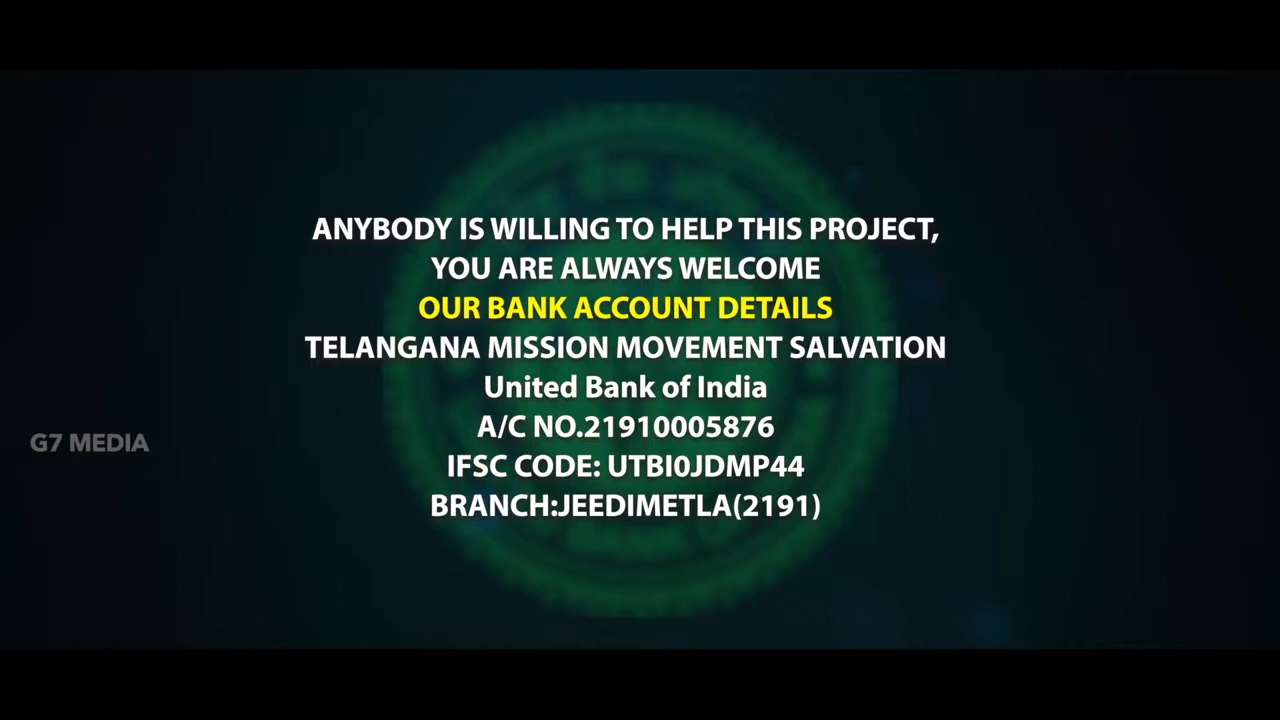 ANYBODY IS WILLING TO HELP THIS PROJECT,
YOU ARE ALWAYS WELCOME
OUR BANK ACCOUNT DETAILS
TELANGANA MISSION MOVEMENT SALVATION
United Bank of India
A/C NO.21910005876
G7 MEDIA
IFSC CODE: UTBI0JDMP44
BRANCH:JEEDIMETLA(2191)